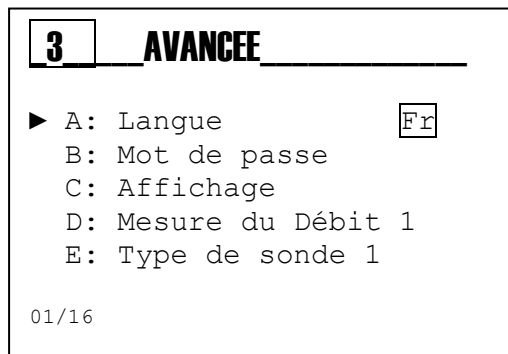 3 AVANCEE
► A: Langue Fr
B: Mot de passe
C: Affichage
D: Mesure du Débit 1
E: Type de sonde 1
01/16